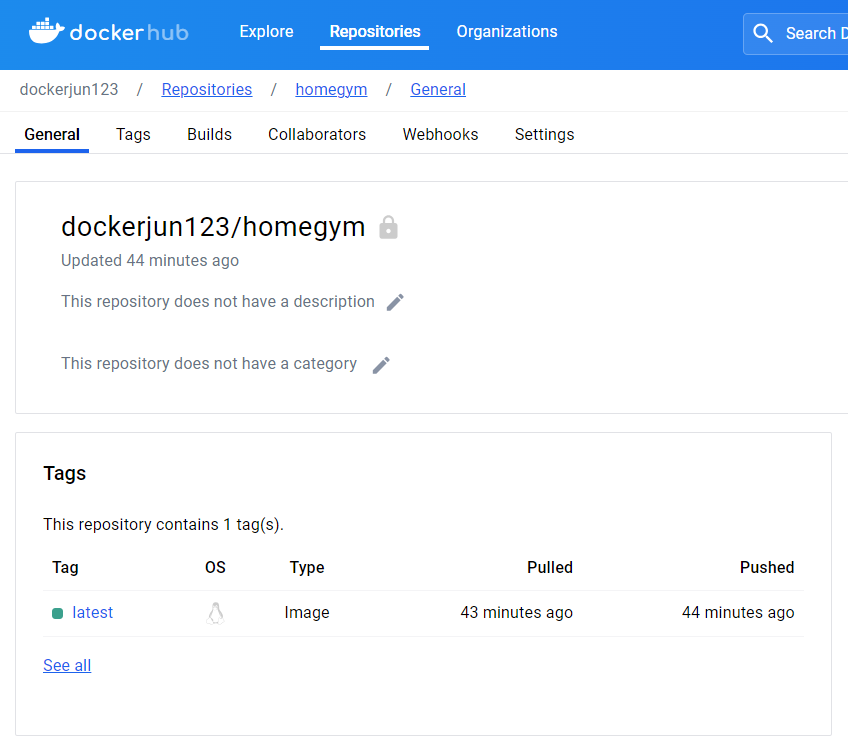 dockerhub Explore Repositories Organizations Search D
dockerjun123 / Repositories / homegym / General
General Tags Builds Collaborators Webhooks Settings
dockerjun123/homegym
Updated 44 minutes ago
This repository does not have a description
This repository does not have a category
Tags
This repository contains 1 tag(s).
Tag OS Type Pulled Pushed
latest Image 43 minutes ago 44 minutes ago
See all